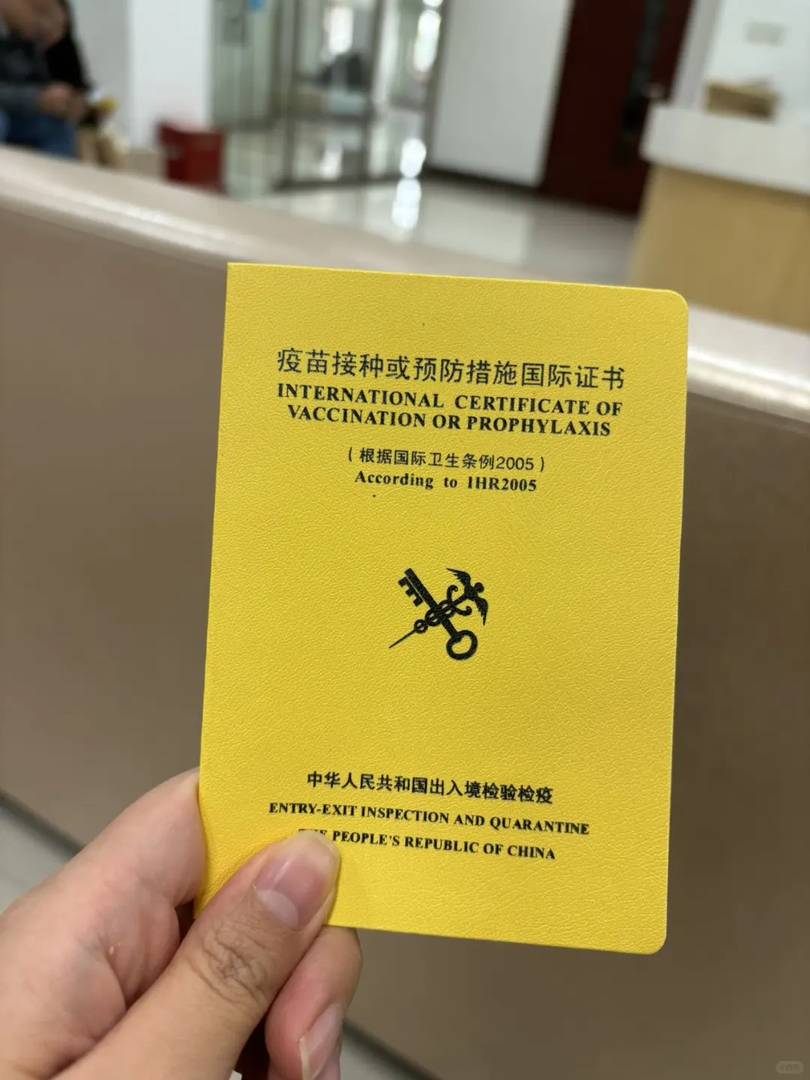 疫苗接种或预防措施国际证书
INTERNATIONAL CERTIFICATE OF
VACCINATION OR PROPHYLAXIS
(根据国际卫生条例2005)
According to IHR2005
中华人民共和国出入境检验检疫
ENTRY-EXIT INSPECTION AND QUARANTINE
PEOPLE'S REPUBLIC OF CHINA